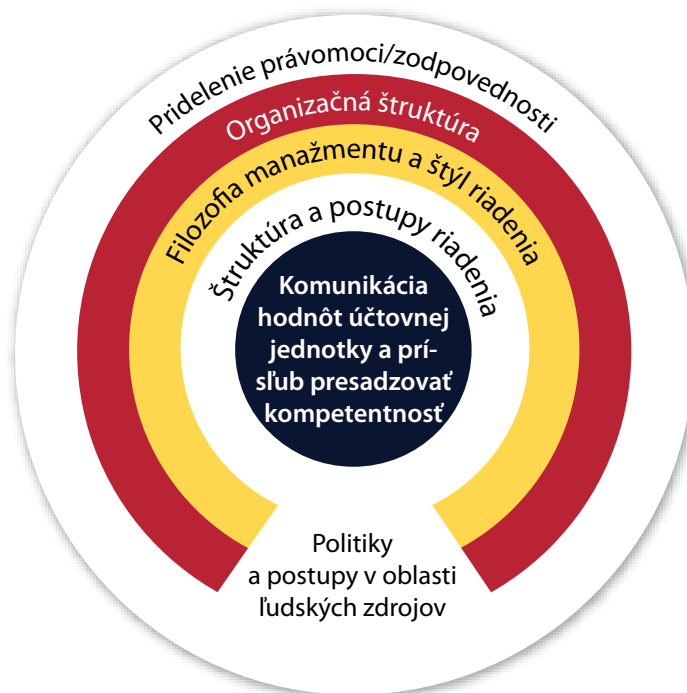 Pridelenie právomoci/zodpovednosti
Organizačná štruktúra
Filozofia manažmentu a štýl riadenia
Štruktúra a postupy riadenia
Komunikácia
hodnôt účtovnej
jednotky a prí-
sľub presadzovať
kompetentnosť
Politiky
a postupy v oblasti
ľudských zdrojov